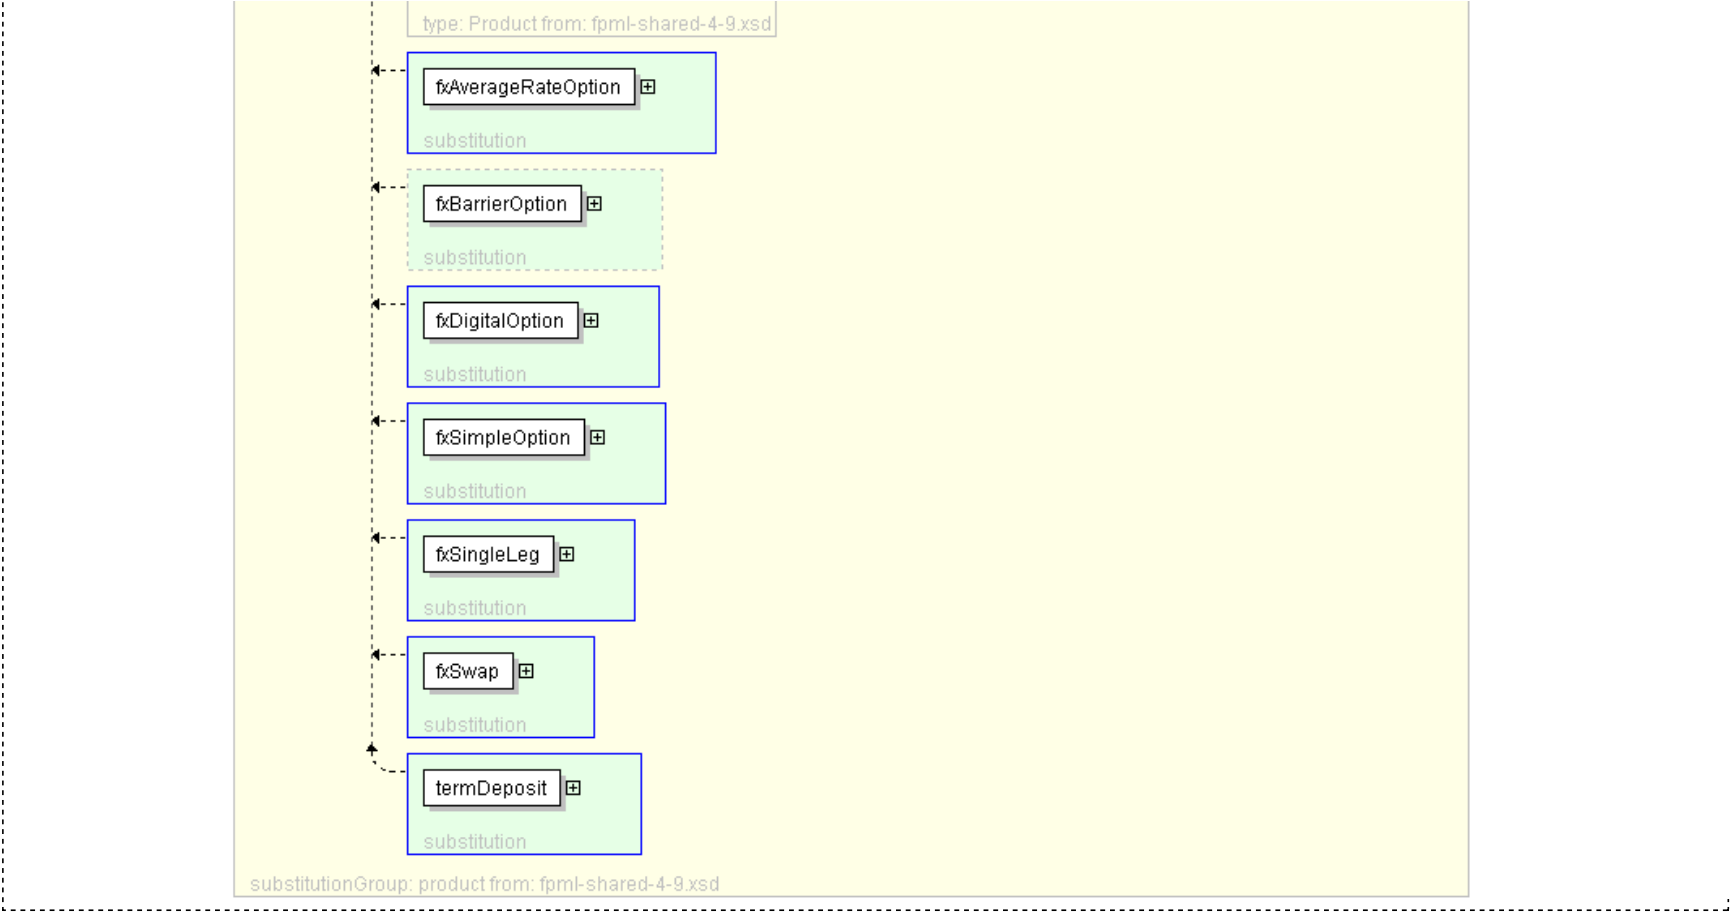 type: Product from: fpml-shared-4-9.xsd
fxAverageRateOption
substitution
fxBarrierOption
substitution
fxDigitalOption
substitution
fxSimpleOption
substitution
fxSingleLeg
substitution
fxSwap
substitution
termDeposit
substitution
substitutionGroup: product from: fpml-shared-4-9.xsd